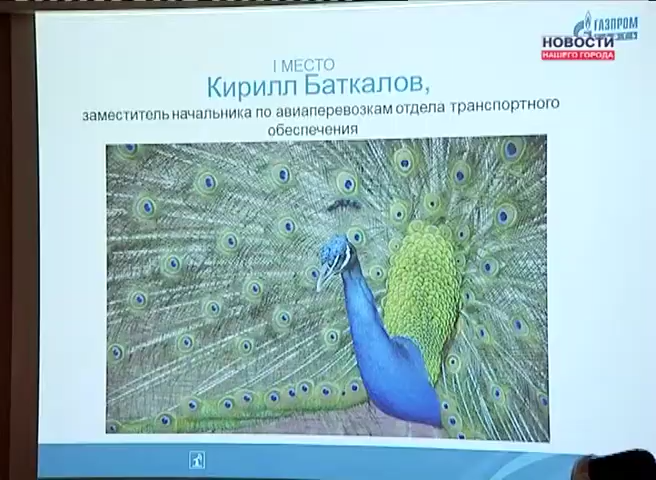 ГАЗПРОМ
НОВОСТИ
НАШЕГО ГОРОДА
I МЕСТО
Кирилл Баткалов,
заместитель начальника по авиаперевозкам отдела транспортного
обеспечения